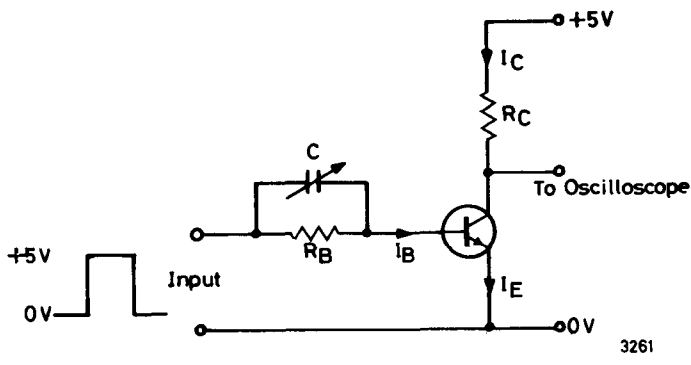 +5V
IC
RC
C
To Oscilloscope
RB
IB
+5V
Input
IE
0V
0V
3261